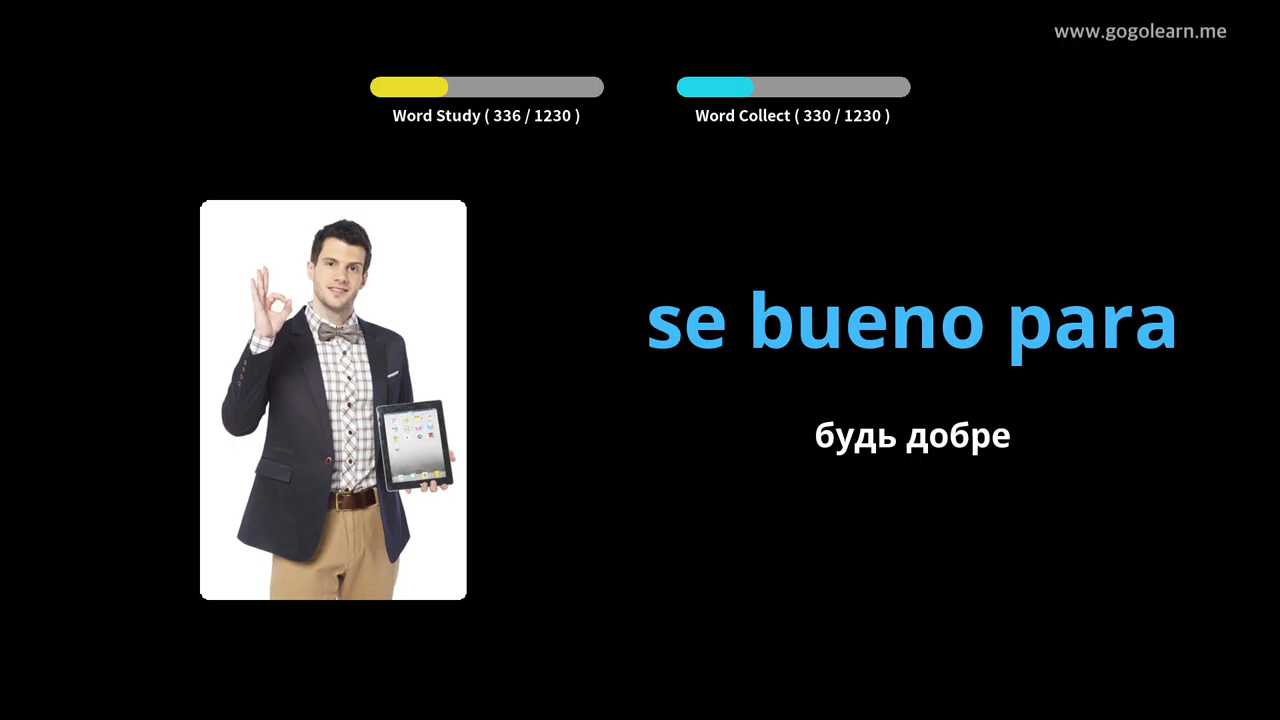 www.gogolearn.me
Word Study ( 336 / 1230 )
Word Collect ( 330 / 1230 )
se bueno para
будь добре